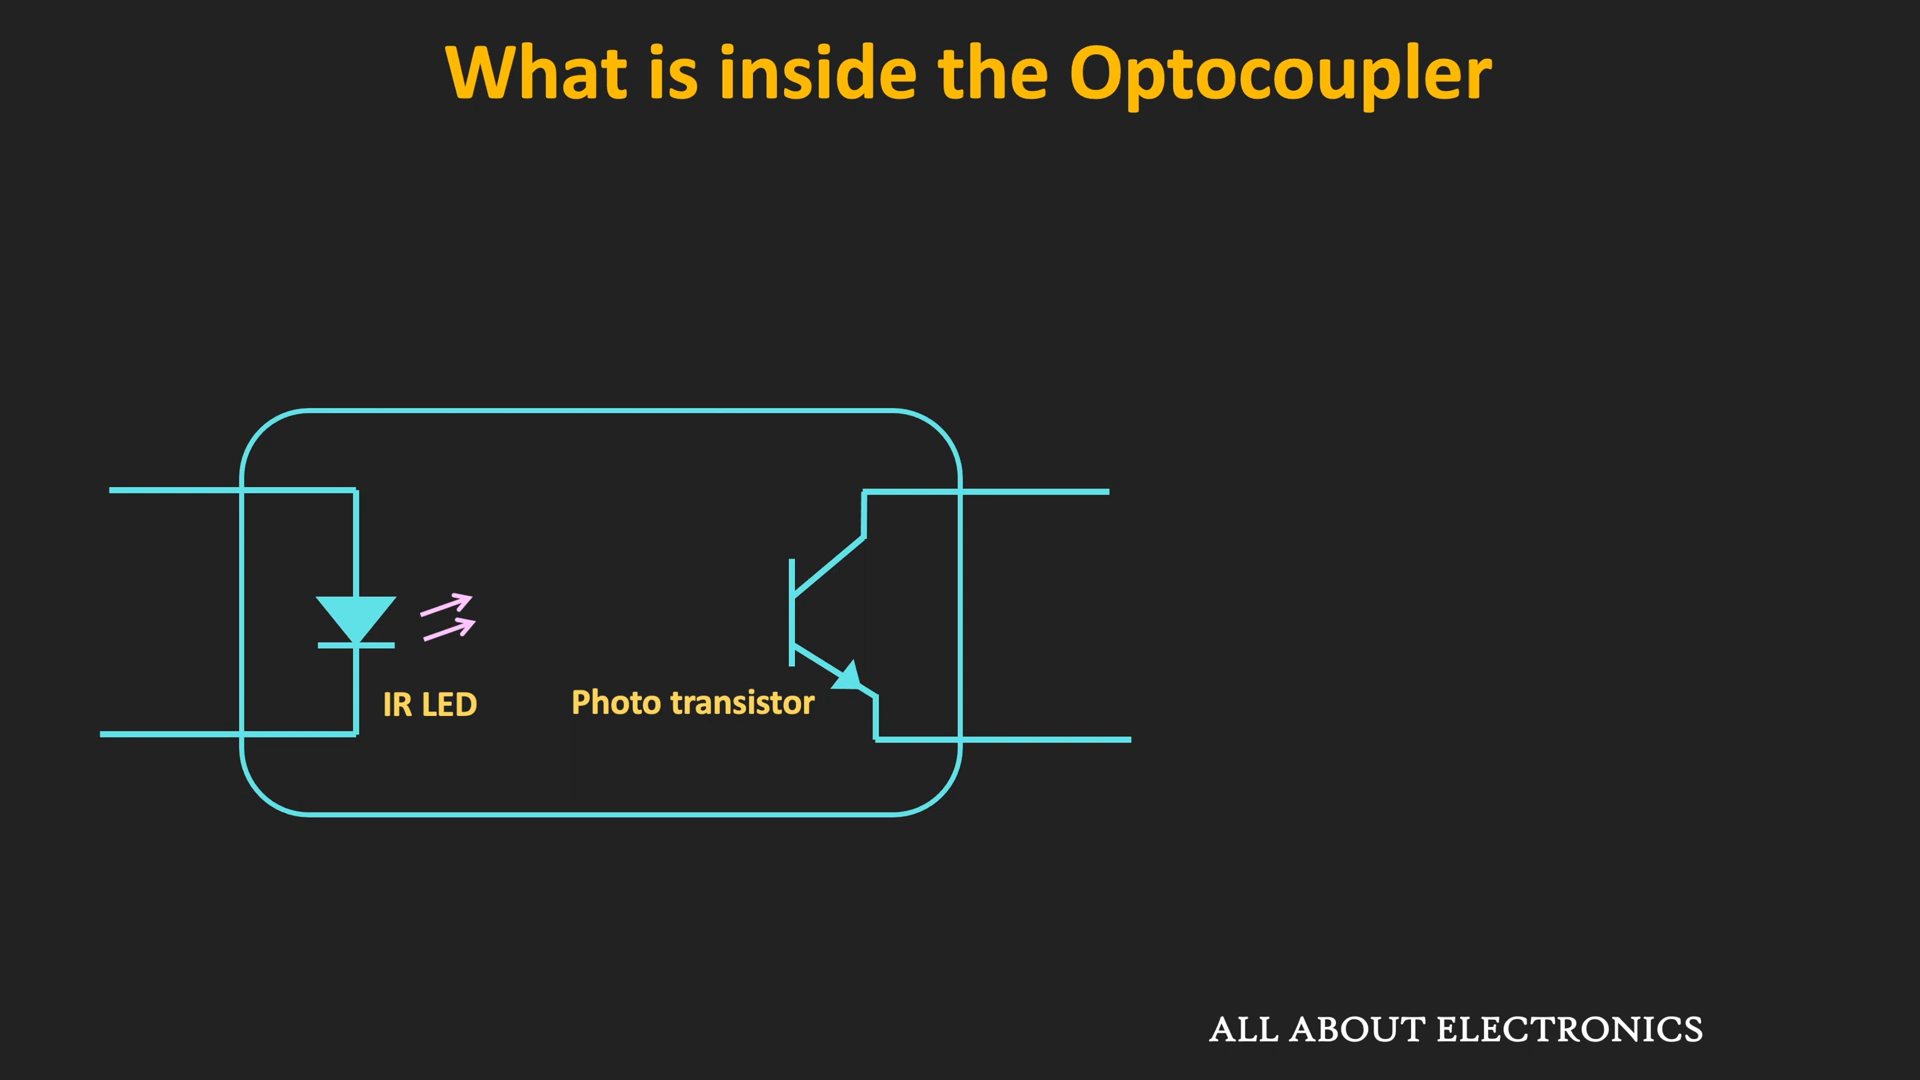 What is inside the Optocoupler
IR LED
Photo transistor
ALL ABOUT ELECTRONICS